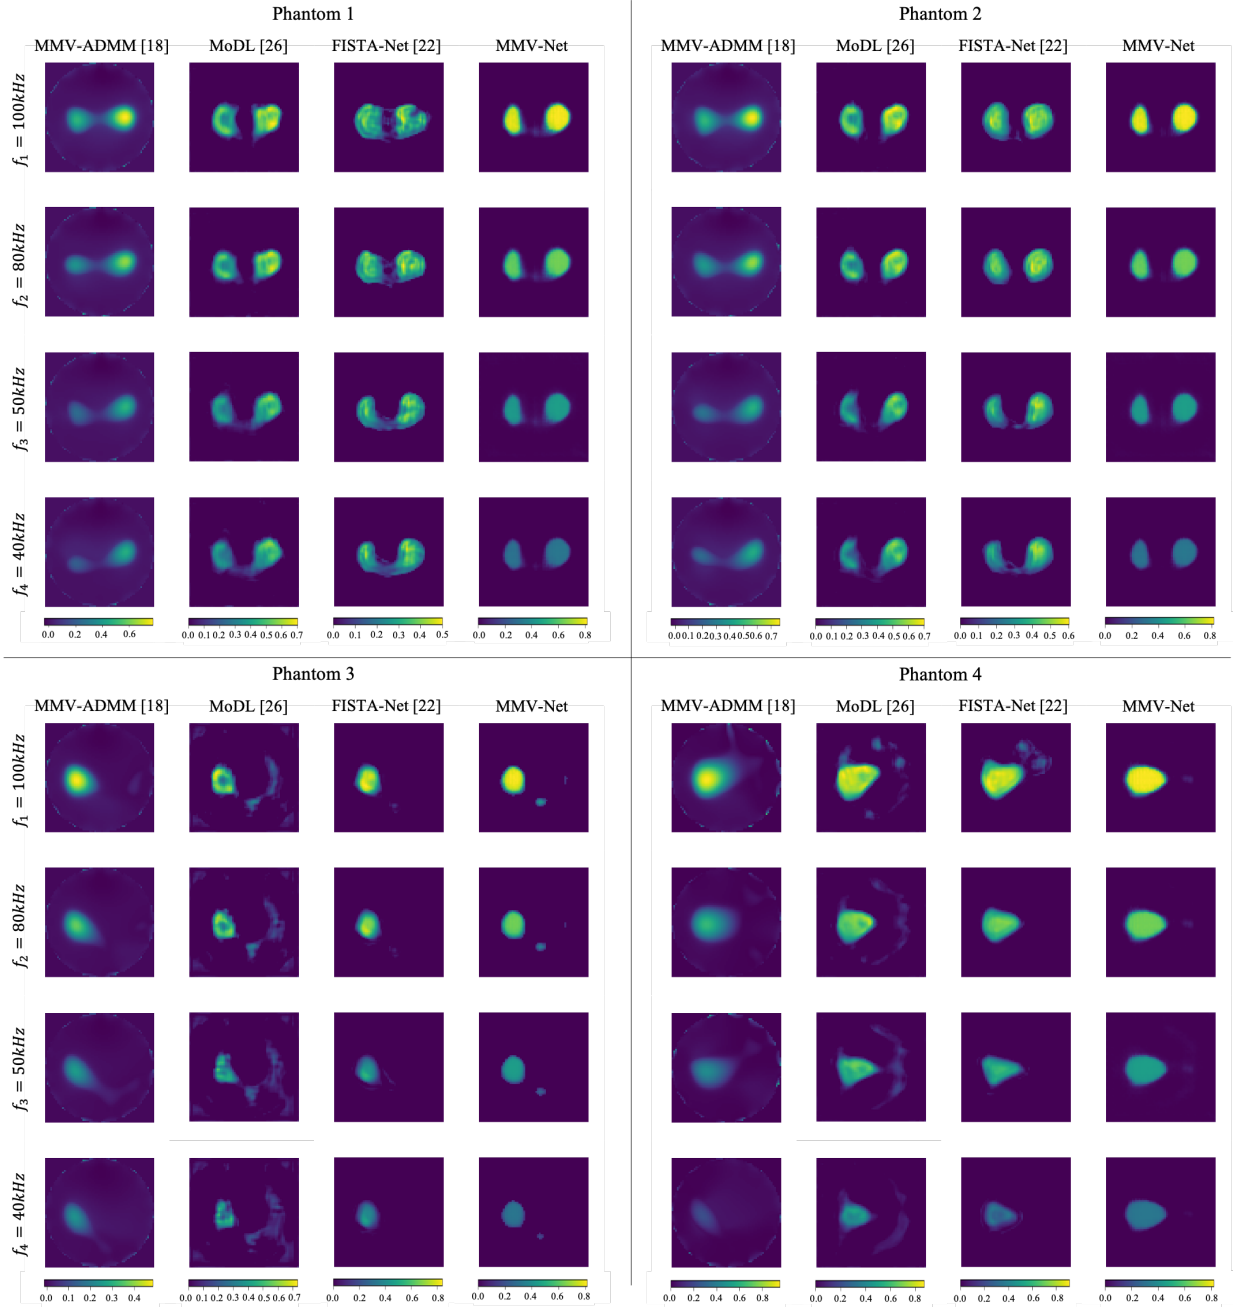 Phantom 1
MMV-ADMM [18] MoDL [26] FISTA-Net [22] MMV-Net
f₁ = 100kHz
f₂ = 80kHz
f₃ = 50kHz
f₄ = 40kHz
0.0 0.2 0.4 0.6
0.0 0.1 0.2 0.3 0.4 0.5 0.6 0.7
0.0 0.1 0.2 0.3 0.4 0.5
0.0 0.2 0.4 0.6 0.8
Phantom 2
MMV-ADMM [18] MoDL [26] FISTA-Net [22] MMV-Net
0.0 0.1 0.2 0.3 0.4 0.5 0.6 0.7
0.0 0.1 0.2 0.3 0.4 0.5 0.6 0.7
0.0 0.1 0.2 0.3 0.4 0.5 0.6
0.0 0.2 0.4 0.6 0.8
Phantom 3
MMV-ADMM [18] MoDL [26] FISTA-Net [22] MMV-Net
f₁ = 100kHz
f₂ = 80kHz
f₃ = 50kHz
f₄ = 40kHz
0.0 0.1 0.2 0.3 0.4
0.0 0.1 0.2 0.3 0.4 0.5 0.6 0.7
0.0 0.2 0.4 0.6 0.8
0.0 0.2 0.4 0.6 0.8
Phantom 4
MMV-ADMM [18] MoDL [26] FISTA-Net [22] MMV-Net
0.0 0.2 0.4 0.6 0.8
0.0 0.2 0.4 0.6 0.8
0.0 0.2 0.4 0.6 0.8
0.0 0.2 0.4 0.6 0.8